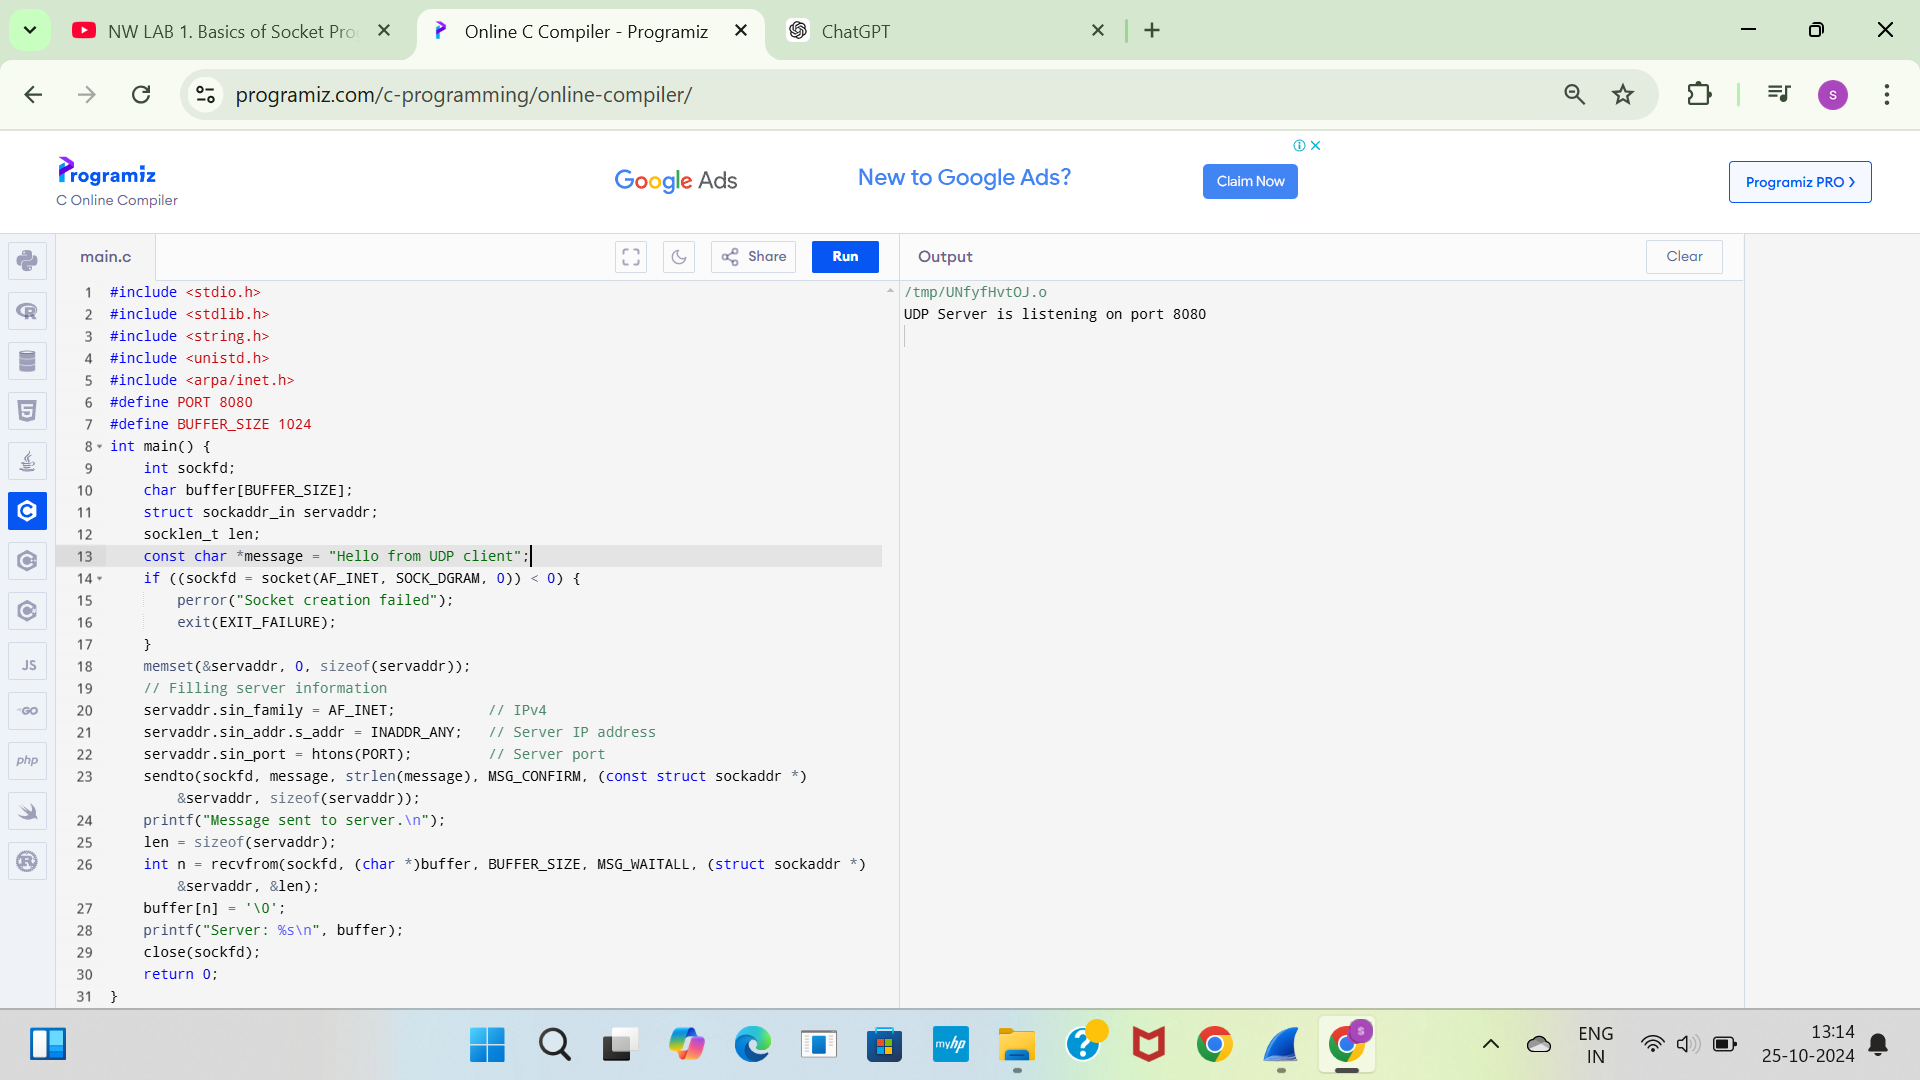 NW LAB 1. Basics of Socket Pro
Online C Compiler - Programiz
ChatGPT
programiz.com/c-programming/online-compiler/
S
Programiz
C Online Compiler
Google Ads
New to Google Ads?
Claim Now
Programiz PRO
main.c
Share
Run
Output
Clear
1 #include <stdio.h>
2 #include <stdlib.h>
3 #include <string.h>
4 #include <unistd.h>
5 #include <arpa/inet.h>
6 #define PORT 8080
7 #define BUFFER_SIZE 1024
8 int main() {
9 int sockfd;
10 char buffer[BUFFER_SIZE];
11 struct sockaddr_in servaddr;
12 socklen_t len;
13 const char *message = "Hello from UDP client";
14 if ((sockfd = socket(AF_INET, SOCK_DGRAM, 0)) < 0) {
15 perror("Socket creation failed");
16 exit(EXIT_FAILURE);
17 }
18 memset(&servaddr, 0, sizeof(servaddr));
19 // Filling server information
20 servaddr.sin_family = AF_INET; // IPv4
21 servaddr.sin_addr.s_addr = INADDR_ANY; // Server IP address
22 servaddr.sin_port = htons(PORT); // Server port
23 sendto(sockfd, message, strlen(message), MSG_CONFIRM, (const struct sockaddr *)
&servaddr, sizeof(servaddr));
24 printf("Message sent to server.\n");
25 len = sizeof(servaddr);
26 int n = recvfrom(sockfd, (char *)buffer, BUFFER_SIZE, MSG_WAITALL, (struct sockaddr *)
&servaddr, &len);
27 buffer[n] = '\0';
28 printf("Server: %s\n", buffer);
29 close(sockfd);
30 return 0;
31 }
/tmp/UNfyfHvtOJ.o
UDP Server is listening on port 8080
JS
GO
php
myhp
S
ENG
IN
13:14
25-10-2024